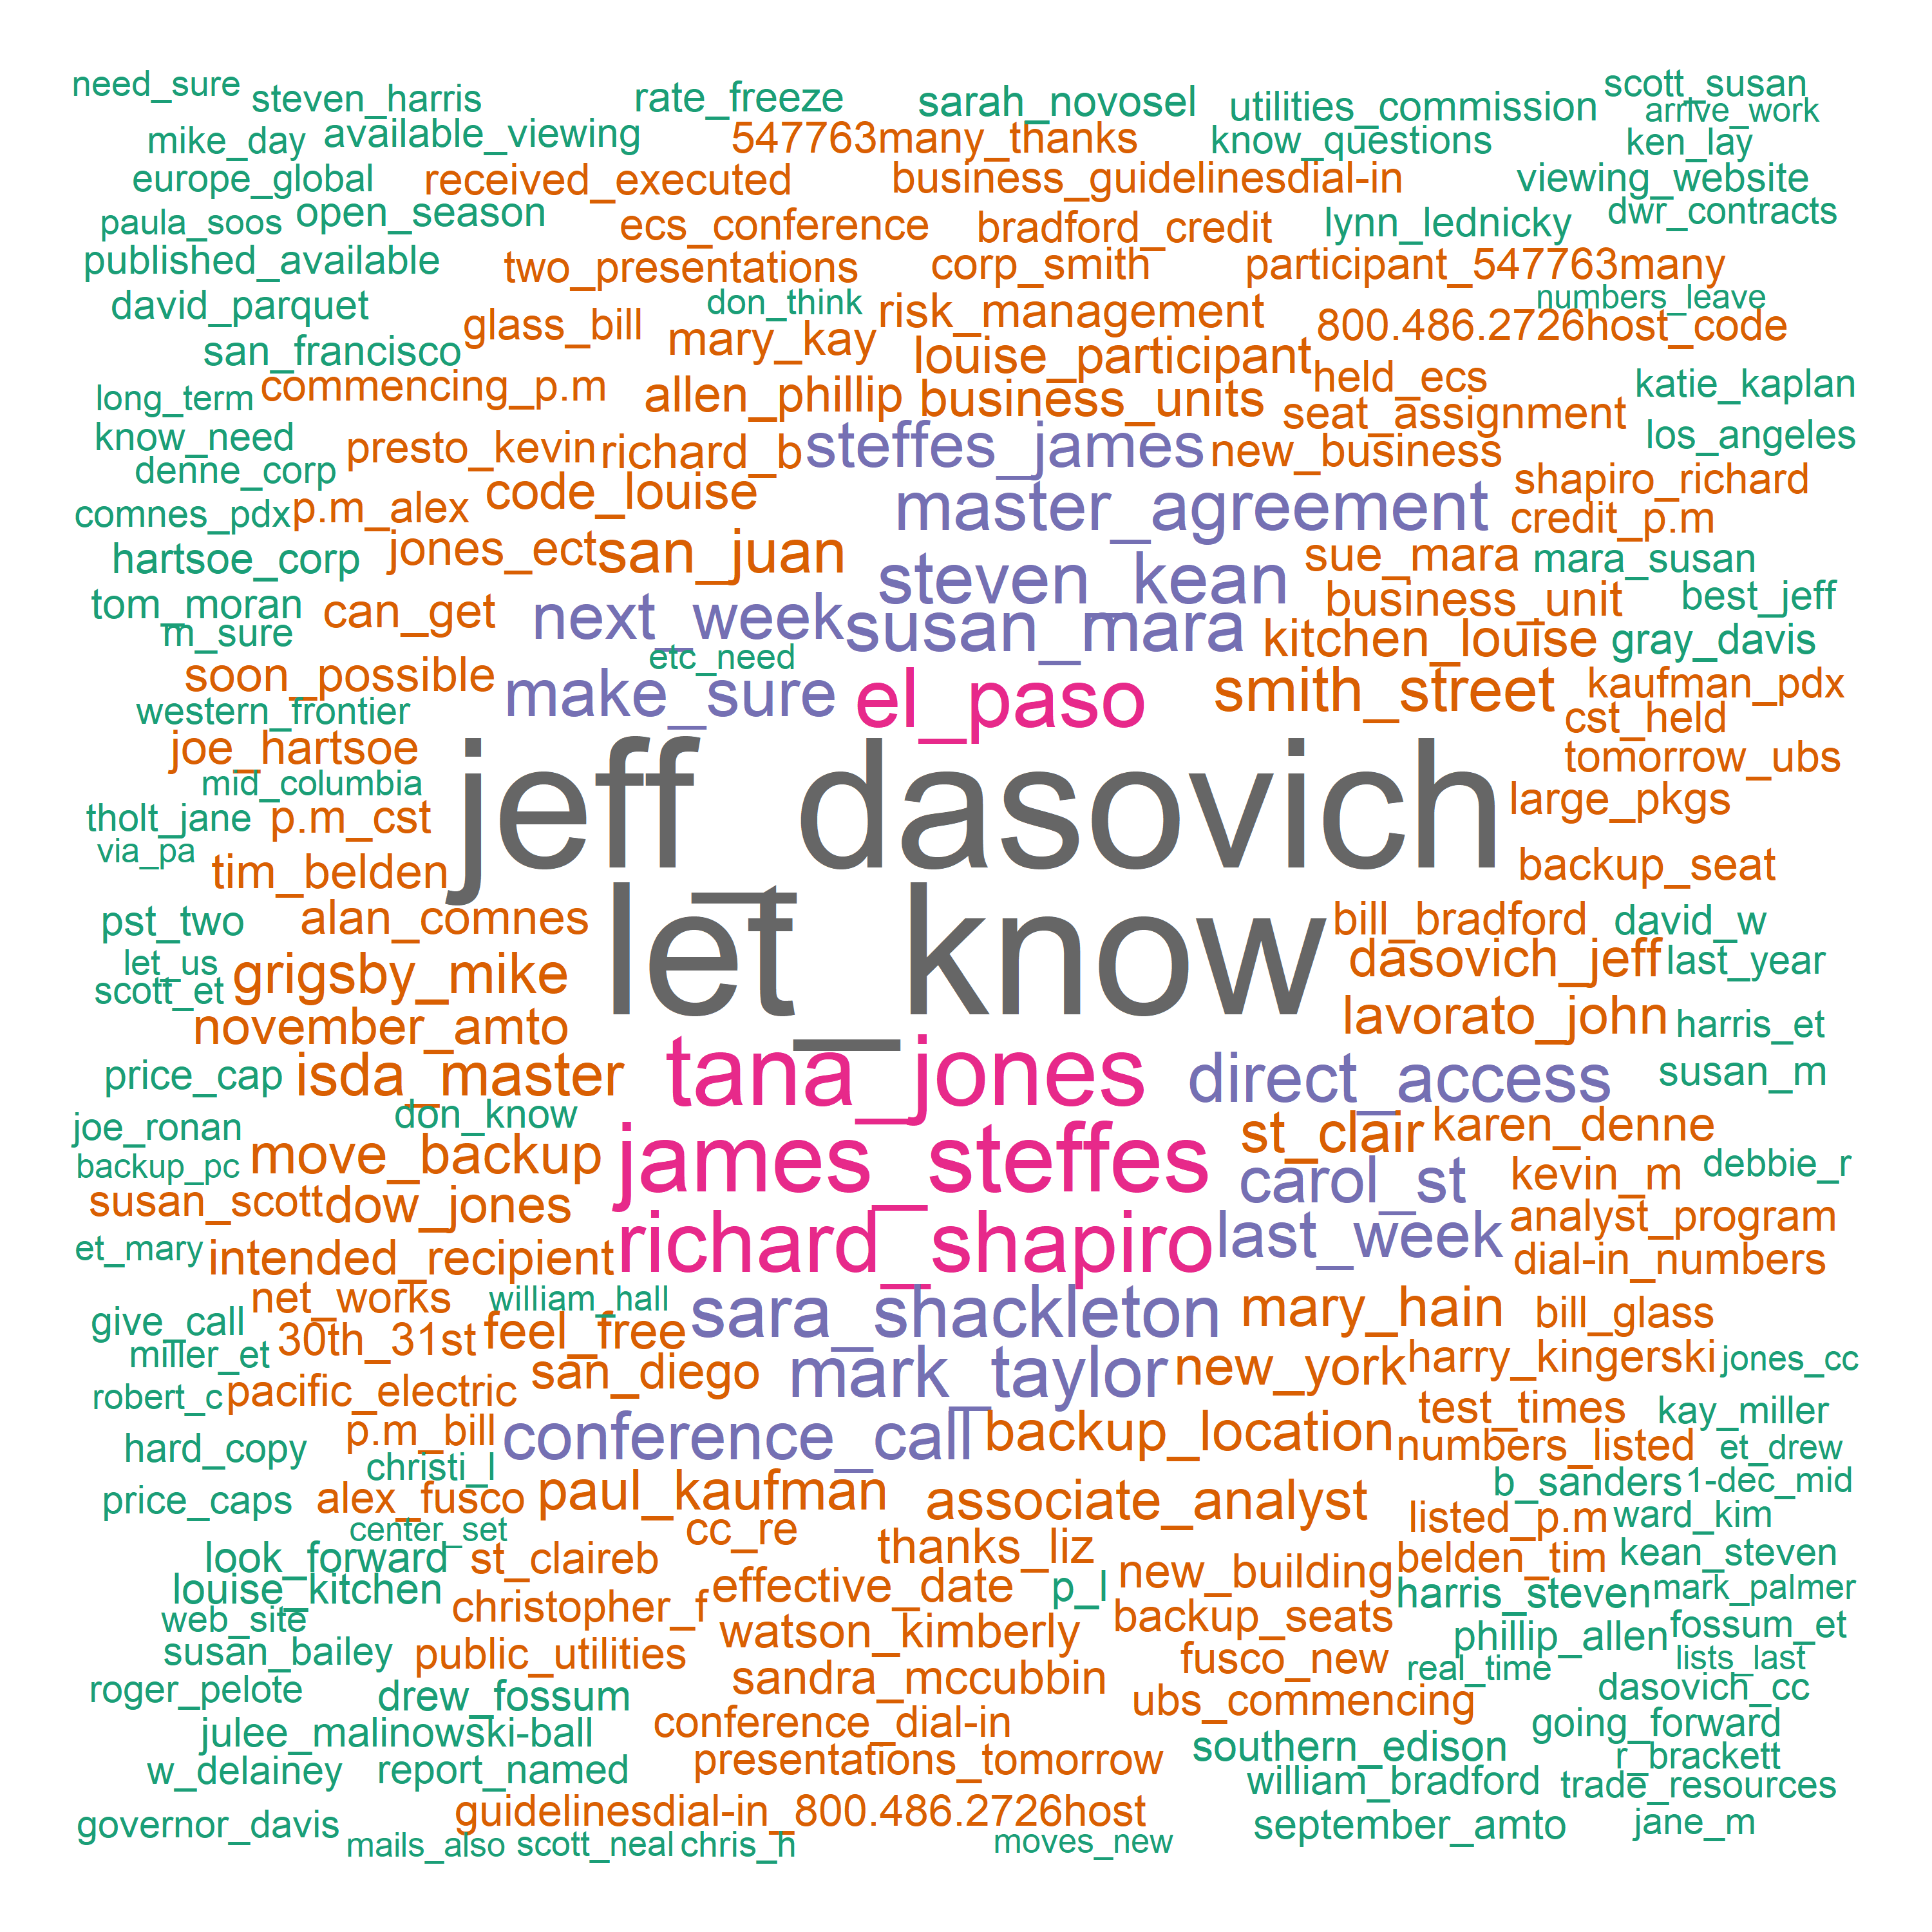 need_sure steven_harris rate_freeze sarah_novosel utilities_commission scott_susan
mike_day available_viewing 547763many_thanks know_questions arrive_work ken_lay
europe_global received_executed business_guidelinesdial-in viewing_website
paula_soos open_season ecs_conference bradford_credit lynn_lednicky dwr_contracts
published_available two_presentations corp_smith participant_547763many
david_parquet don_think risk_management numbers_leave
glass_bill mary_kay 800.486.2726host_code
san_francisco louise_participant
long_term commencing_p.m allen_phillip business_units held_ecs katie_kaplan
know_need presto_kevin richard_b steffes_james seat_assignment new_business los_angeles
denne_corp code_louise master_agreement shapiro_richard
comnes_pdx p.m_alex credit_p.m
hartsoe_corp jones_ect san_juan steven_kean sue_mara mara_susan
tom_moran can_get next_week susan_mara business_unit best_jeff
m_sure etc_need kitchen_louise gray_davis
soon_possible make_sure el_paso smith_street kaufman_pdx
western_frontier cst_held
joe_hartsoe jeff_dasovich tomorrow_ubs
mid_columbia
tholt_jane p.m_cst large_pkgs
via_pa tim_belden backup_seat
pst_two alan_comnes let_know bill_bradford david_w
let_us grigsby_mike dasovich_jeff last_year
scott_et november_amto lavorato_john harris_et
price_cap isda_master tana_jones direct_access susan_m
joe_ronan don_know st_clair karen_denne
backup_pc move_backup james_steffes carol_st kevin_m debbie_r
susan_scott dow_jones analyst_program
et_mary intended_recipient richard_shapiro last_week dial-in_numbers
give_call net_works william_hall sara_shackleton mary_hain bill_glass
miller_et 30th_31st feel_free harry_kingerski jones_cc
robert_c pacific_electric san_diego mark_taylor new_york test_times kay_miller
hard_copy p.m_bill conference_call backup_location numbers_listed et_drew
christi_l b_sanders 1-dec_mid
price_caps alex_fusco paul_kaufman associate_analyst listed_p.m ward_kim
center_set cc_re
look_forward st_claireb thanks_liz new_building belden_tim kean_steven
louise_kitchen christopher_f effective_date p_l harris_steven mark_palmer
web_site watson_kimberly backup_seats phillip_allen fossum_et
susan_bailey public_utilities fusco_new real_time lists_last
roger_pelote drew_fossum sandra_mccubbin ubs_commencing dasovich_cc
julee_malinowski-ball conference_dial-in going_forward
w_delainey report_named presentations_tomorrow southern_edison r_brackett
william_bradford trade_resources
governor_davis guidelinesdial-in_800.486.2726host september_amto jane_m
mails_also scott_neal chris_h moves_new